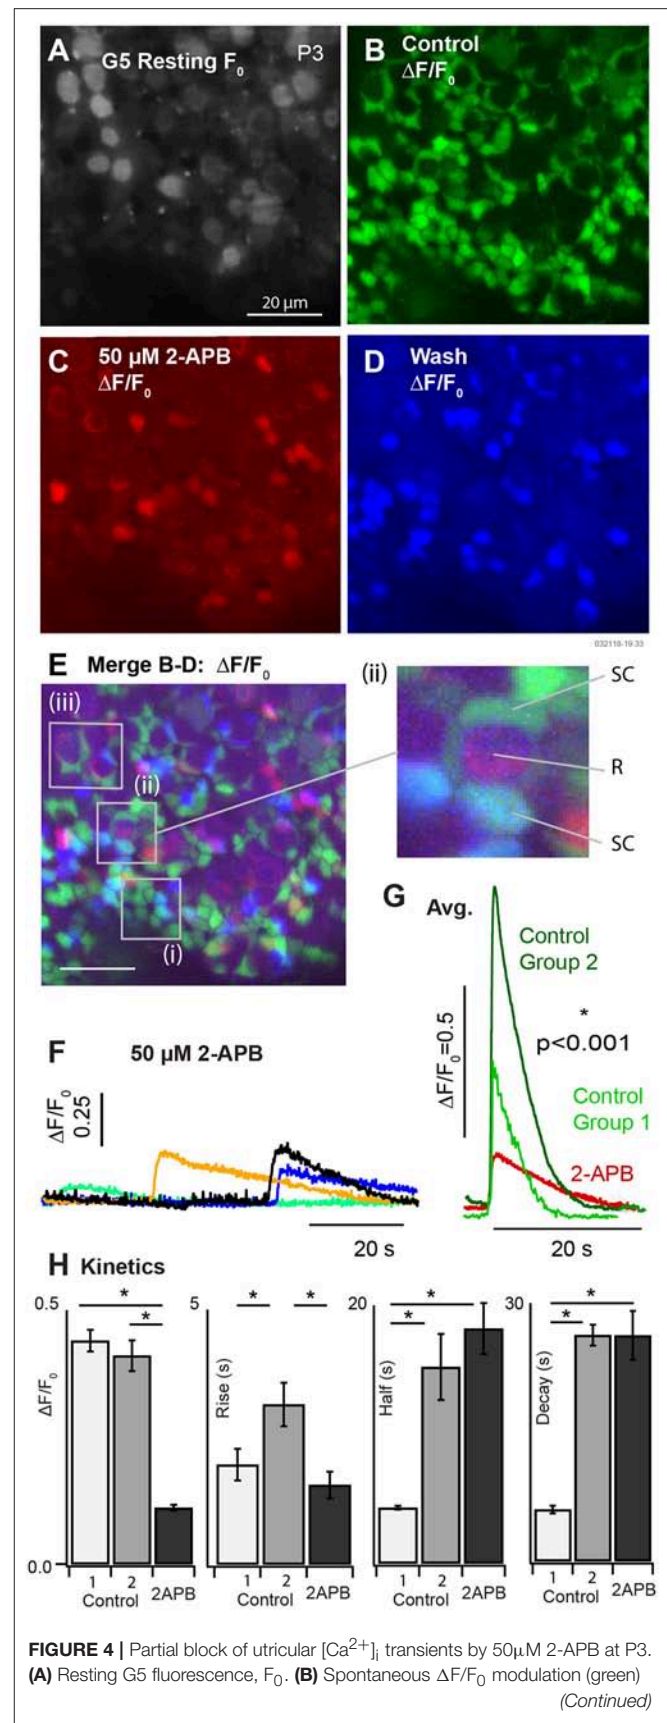 A
G5 Resting F0
P3
20 µm
B
Control
ΔF/F0
C
50 µM 2-APB
ΔF/F0
D
Wash
ΔF/F0
E
Merge B-D: ΔF/F0
(iii)
(ii)
(i)
(ii)
SC
R
SC
F
50 µM 2-APB
ΔF/F0
0.25
20 s
G
Avg.
Control
Group 2
*
p<0.001
ΔF/F0=0.5
Control
Group 1
2-APB
20 s
H
Kinetics
0.5
ΔF/F0
0.0
*
*
1
2
2APB
Control
5
Rise (s)
*
*
1
2
2APB
Control
20
Half (s)
*
*
1
2
2APB
Control
30
Decay (s)
*
*
1
2
2APB
Control
FIGURE 4 | Partial block of utricular [Ca2+]i transients by 50µM 2-APB at P3.
(A) Resting G5 fluorescence, F0. (B) Spontaneous ΔF/F0 modulation (green)
(Continued)